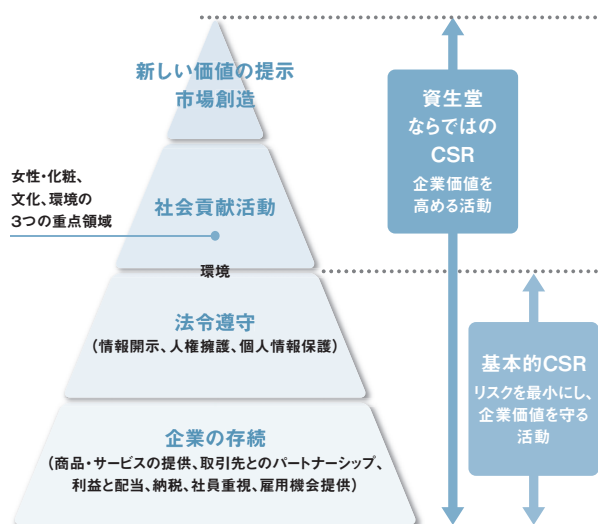 新しい価値の提示
市場創造
女性・化粧、
文化、環境の
3つの重点領域
社会貢献活動
環境
法令遵守
（情報開示、人権擁護、個人情報保護）
企業の存続
（商品・サービスの提供、取引先とのパートナーシップ、
利益と配当、納税、社員重視、雇用機会提供）
資生堂
ならではの
CSR
企業価値を
高める活動
基本的CSR
リスクを最小にし、
企業価値を守る
活動